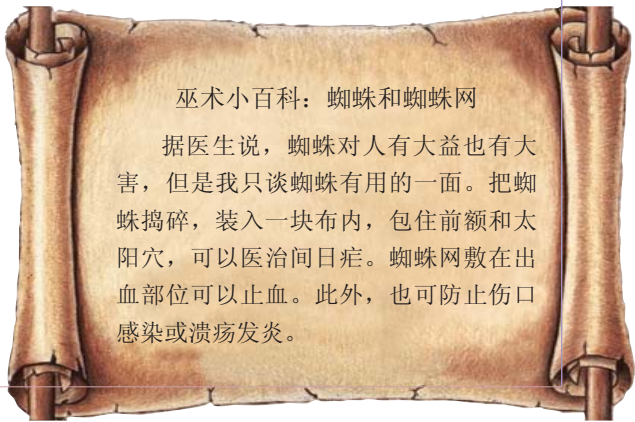 巫术小百科：蜘蛛和蜘蛛网
据医生说，蜘蛛对人有大益也有大
害，但是我只谈蜘蛛有用的一面。把蜘
蛛捣碎，装入一块布内，包住前额和太
阳穴，可以医治间日疟。蜘蛛网敷在出
血部位可以止血。此外，也可防止伤口
感染或溃疡发炎。